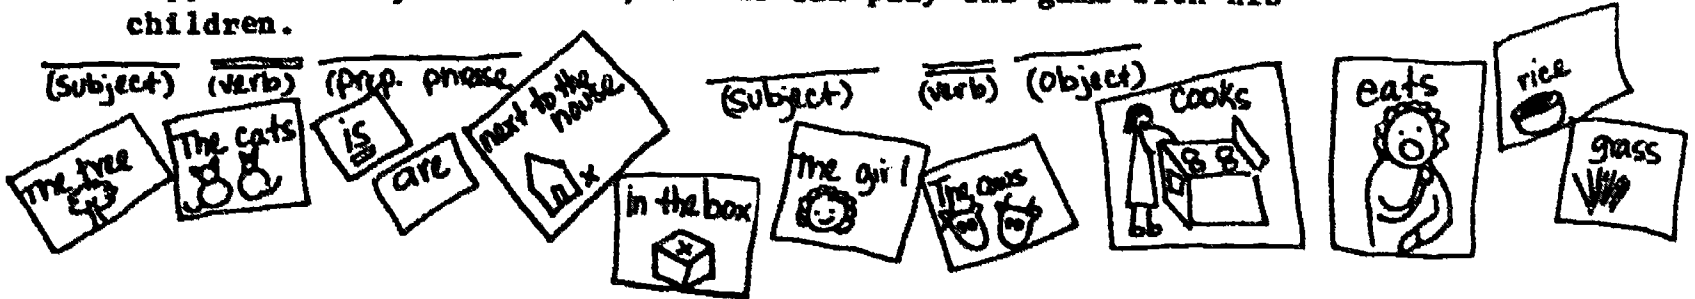 children.
(subject) (verb) (prep. phrase
The tree
The cats
is
are
next to the
house
in the box
(subject) (verb) (object)
The girl
The cows
cooks
eats
rice
grass